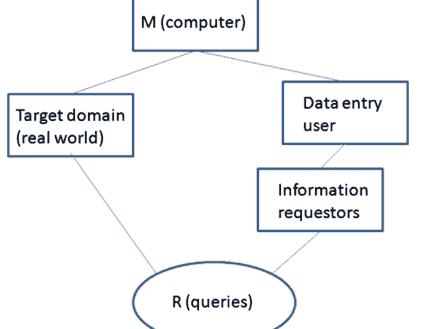 M (computer)
Target domain
(real world)
Data entry
user
Information
requestors
R (queries)